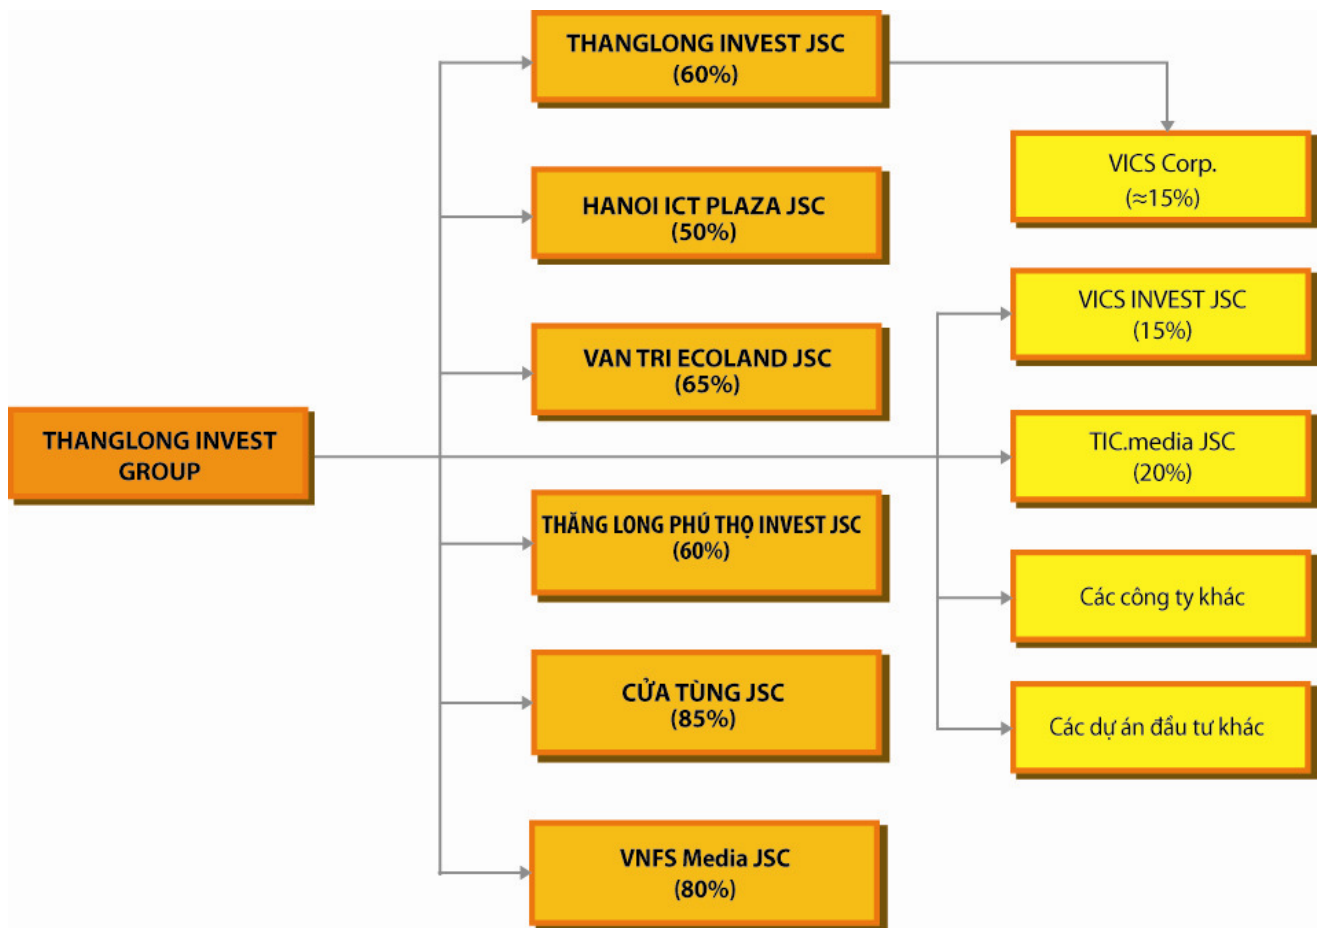 THANGLONG INVEST
GROUP
THANGLONG INVEST JSC
(60%)
HANOI ICT PLAZA JSC
(50%)
VAN TRI ECOLAND JSC
(65%)
THĂNG LONG PHÚ THỌ INVEST JSC
(60%)
CỬA TÙNG JSC
(85%)
VNFS Media JSC
(80%)
VICS Corp.
(≈15%)
VICS INVEST JSC
(15%)
TIC.media JSC
(20%)
Các công ty khác
Các dự án đầu tư khác